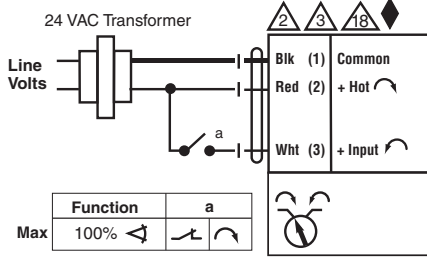 24 VAC Transformer
2 3 18
Line
Volts
Blk (1) Common
Red (2) + Hot
a
Wht (3) + Input
Function a
Max 100%